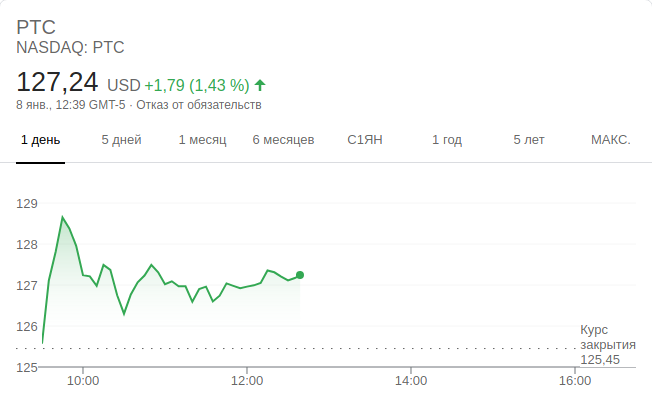 PTC
NASDAQ: PTC
127,24 USD +1,79 (1,43 %)
8 янв., 12:39 GMT-5 · Отказ от обязательств
1 день 5 дней 1 месяц 6 месяцев С1ЯН 1 год 5 лет МАКС.
129
128
127
126
Курс
закрытия
125,45
125
10:00 12:00 14:00 16:00